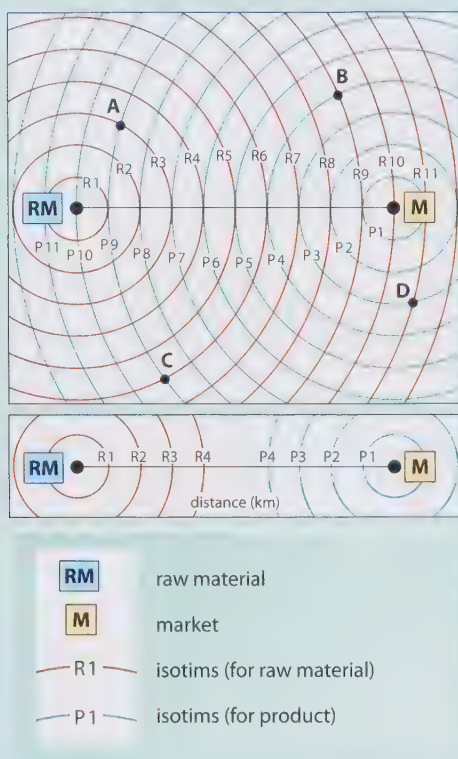 B
A
R1 R2 R3 R4 R5 R6 R7 R8 R9 R10 R11
RM M
P11 P10 P9 P8 P7 P6 P5 P4 P3 P2 P1
D
C
RM R1 R2 R3 R4 P4 P3 P2 P1 M
distance (km)
RM raw material
M market
R1 isotims (for raw material)
P1 isotims (for product)